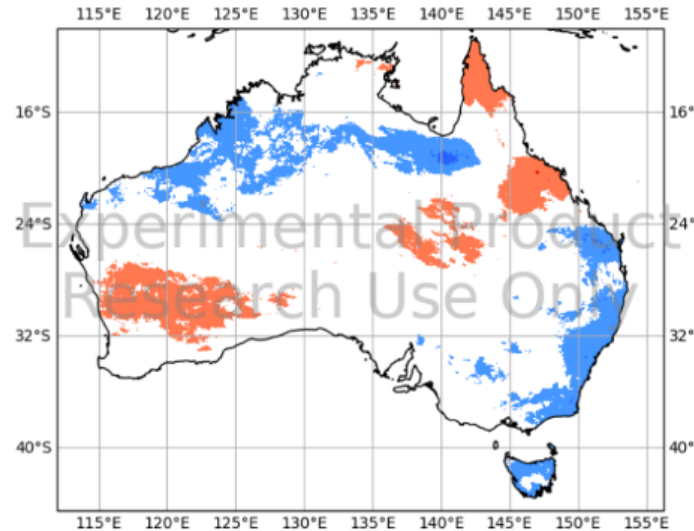 115°E 120°E 125°E 130°E 135°E 140°E 145°E 150°E 155°E
16°S 16°
24°S 24°
Experimental Product
Research Use Only
32°S 32°
40°S 40°
115°E 120°E 125°E 130°E 135°E 140°E 145°E 150°E 155°E